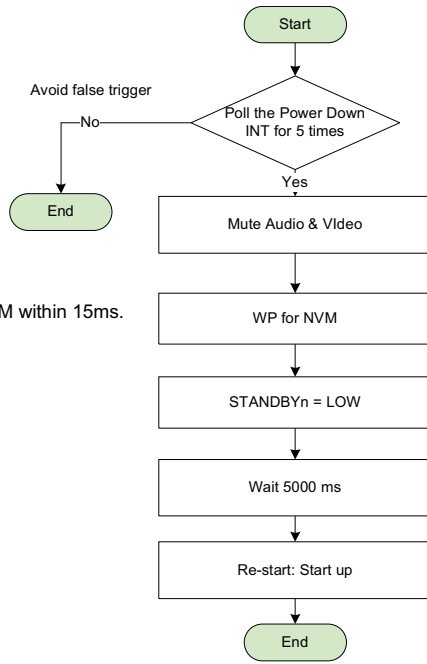 Start
Avoid false trigger
Poll the Power Down
INT for 5 times
No
Yes
End
Mute Audio & VIdeo
M within 15ms.
WP for NVM
STANDBYn = LOW
Wait 5000 ms
Re-start: Start up
End